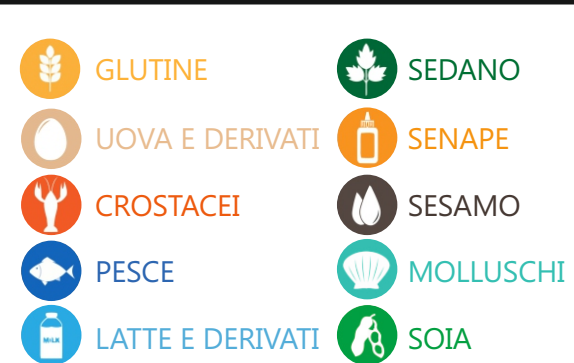 GLUTINE
UOVA E DERIVATI
CROSTACEI
PESCE
MILK
LATTE E DERIVATI
SEDANO
SENAPE
SESAMO
MOLLUSCHI
SOIA